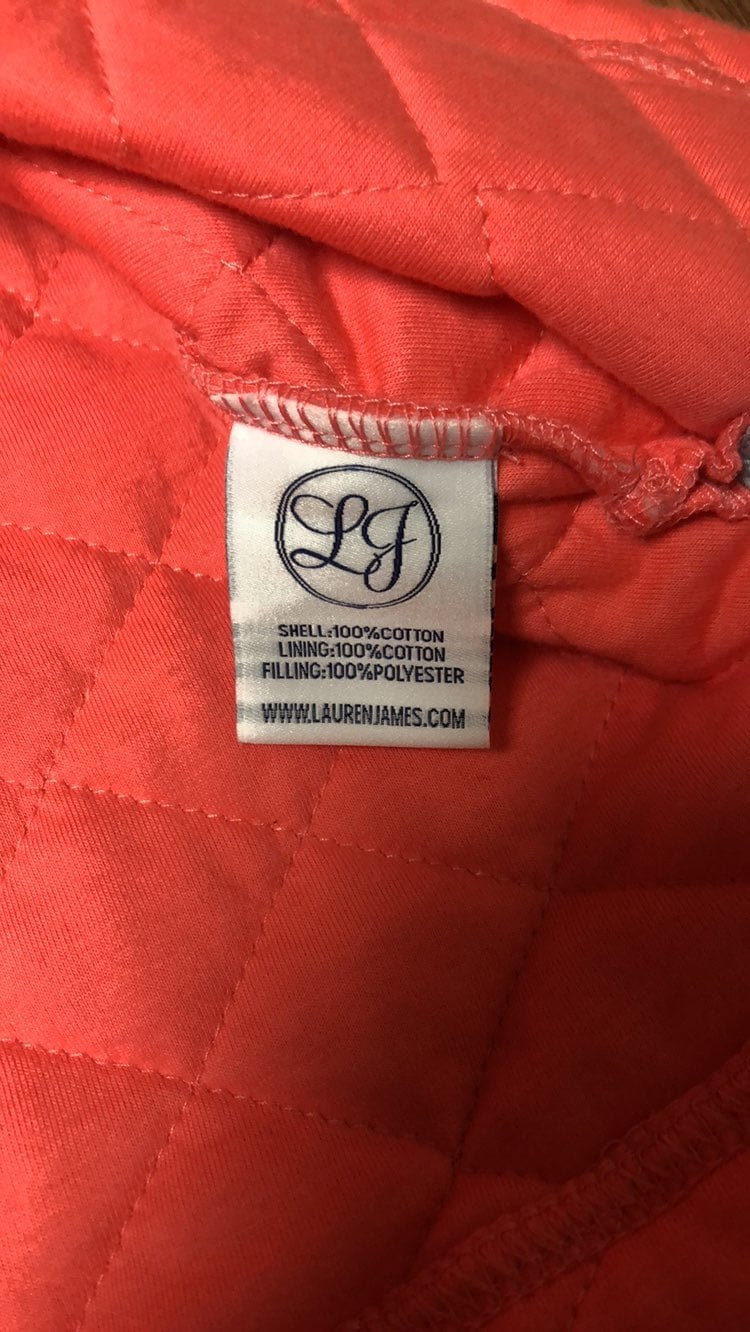 LJ
SHELL:100%COTTON
LINING:100%COTTON
FILLING:100%POLYESTER
WWW.LAURENJAMES.COM